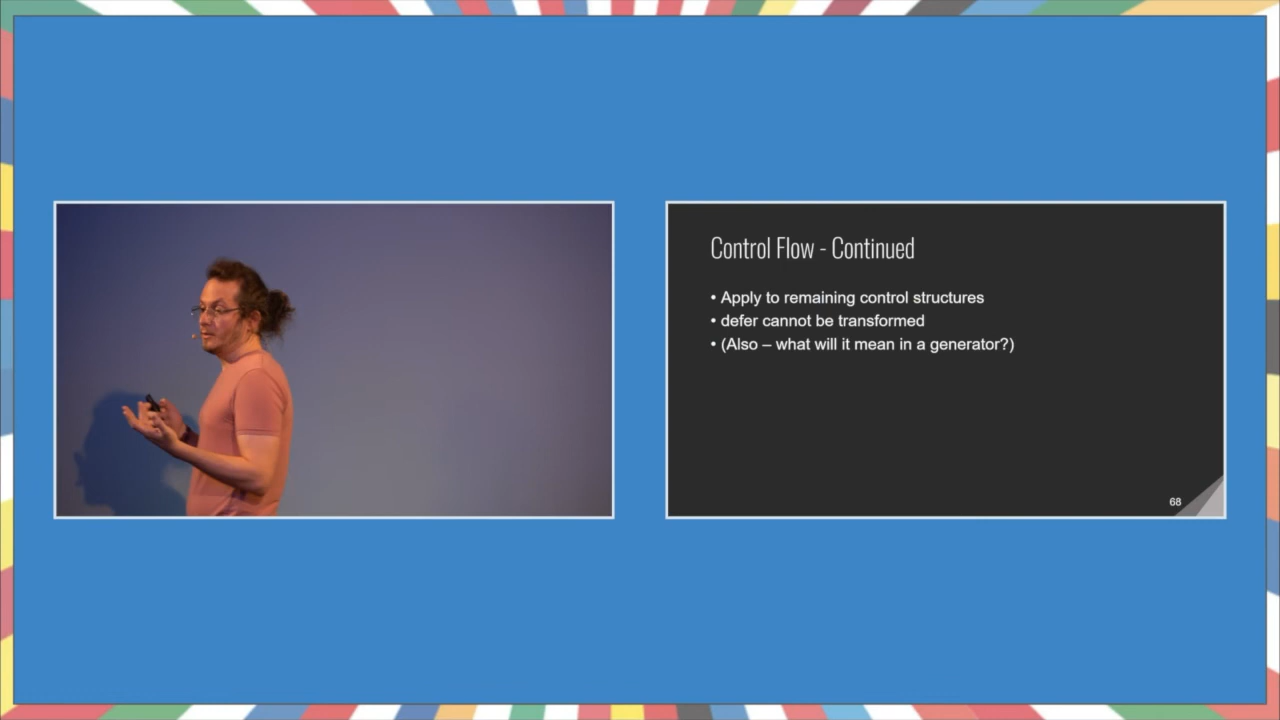 Control Flow - Continued
• Apply to remaining control structures
• defer cannot be transformed
• (Also – what will it mean in a generator?)
68